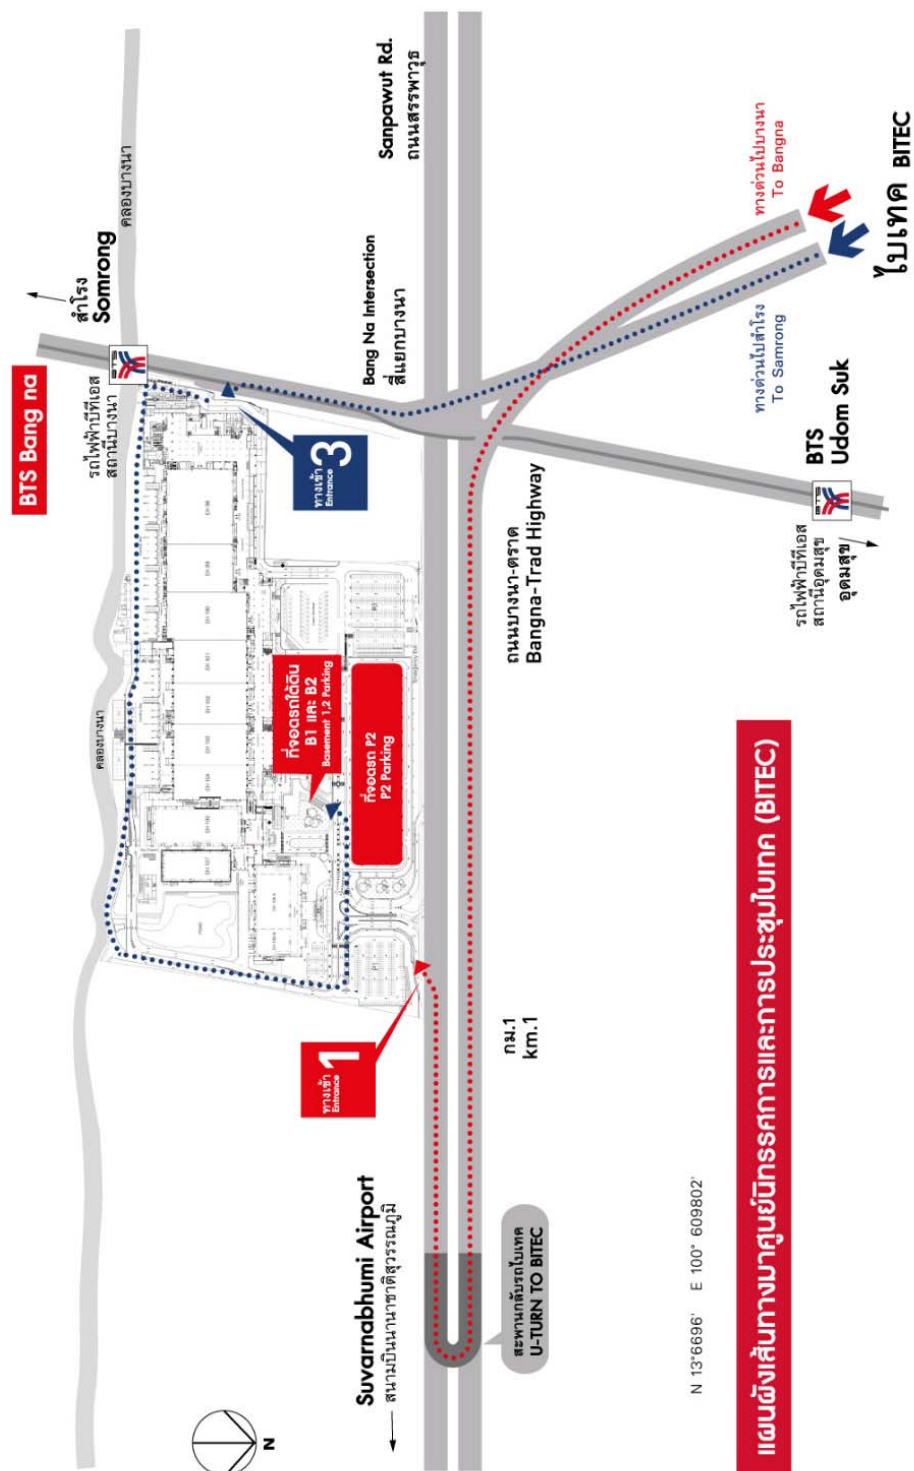 BTS Bang na
สำโรง
Somrong
คลองบางนา
รถไฟฟ้าบีทีเอส
สถานีบางนา
BTS
คลองบางนา
Sanpawut Rd.
ถนนสรรพาวุธ
Bang Na Intersection
สี่แยกบางนา
ทางเข้า
Entrance
3
ที่จอดรถใต้ดิน
B1 และ B2
Basement 1,2 Parking
ที่จอดรถ P2
P2 Parking
P1
ทางเข้า
Entrance
1
ถนนบางนา-ตราด
Bangna-Trad Highway
กม.1
km.1
ทางด่วนไปบางนา
To Bangna
ทางด่วนไปสำโรง
To Samrong
ไบเทค BITEC
BTS
Udom Suk
BTS
รถไฟฟ้าบีทีเอส
สถานีอุดมสุข
อุดมสุข
Suvarnabhumi Airport
สนามบินนานาชาติสุวรรณภูมิ
สะพานกลับรถไบเทค
U-TURN TO BITEC
N
N 13°6696' E 100° 609802'
แผนผังเส้นทางมาศูนย์นิทรรศการและการประชุมไบเทค (BITEC)